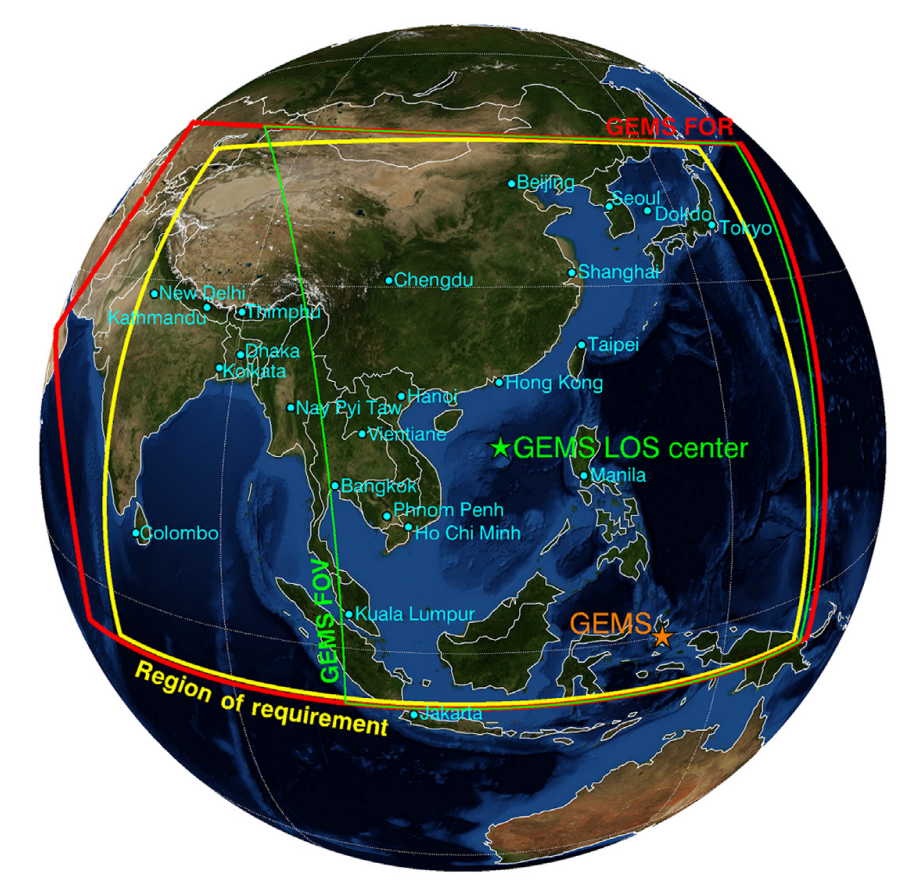 GEMS FOR
Beijing
Seoul
Dokdo
Tokyo
Shanghai
Chengdu
New Delhi
Kathmandu
Thimphu
Taipei
Dhaka
Kolkata
Hong Kong
Hanoi
Nay Pyi Taw
Vientiane
GEMS LOS center
Manila
Bangkok
Phnom Penh
Ho Chi Minh
Colombo
GEMS FOV
Kuala Lumpur
GEMS
Region of requirement
Jakarta